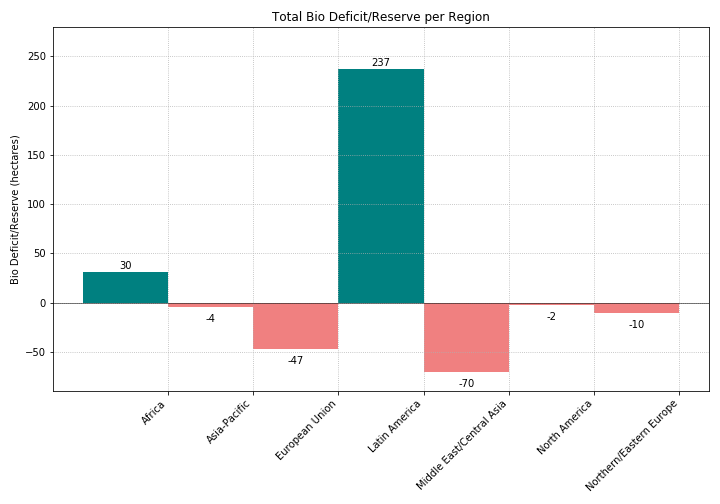 Total Bio Deficit/Reserve per Region
Bio Deficit/Reserve (hectares)
250
200
150
100
50
0
−50
30
-4
-47
237
-70
-2
-10
Africa
Asia-Pacific
European Union
Latin America
Middle East/Central Asia
North America
Northern/Eastern Europe